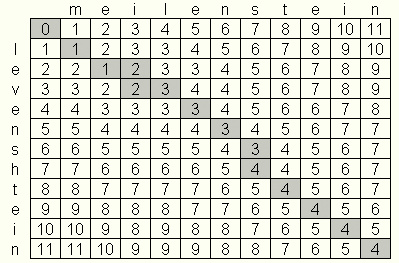 m e i l e n s t e i n
0 1 2 3 4 5 6 7 8 9 10 11
l 1 1 2 3 3 4 5 6 7 8 9 10
e 2 2 1 2 3 3 4 5 6 7 8 9
v 3 3 2 2 3 4 4 5 6 7 8 9
e 4 4 3 3 3 3 4 5 6 6 7 8
n 5 5 4 4 4 4 3 4 5 6 7 7
s 6 6 5 5 5 5 4 3 4 5 6 7
h 7 7 6 6 6 6 5 4 4 5 6 7
t 8 8 7 7 7 7 6 5 4 5 6 7
e 9 9 8 8 8 7 7 6 5 4 5 6
i 10 10 9 8 9 8 8 7 6 5 4 5
n 11 11 10 9 9 9 8 8 7 6 5 4